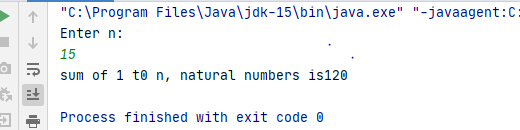 "C:\Program Files\Java\jdk-15\bin\java.exe" "-javaagent:C:
Enter n:
15
sum of 1 t0 n, natural numbers is120
Process finished with exit code 0